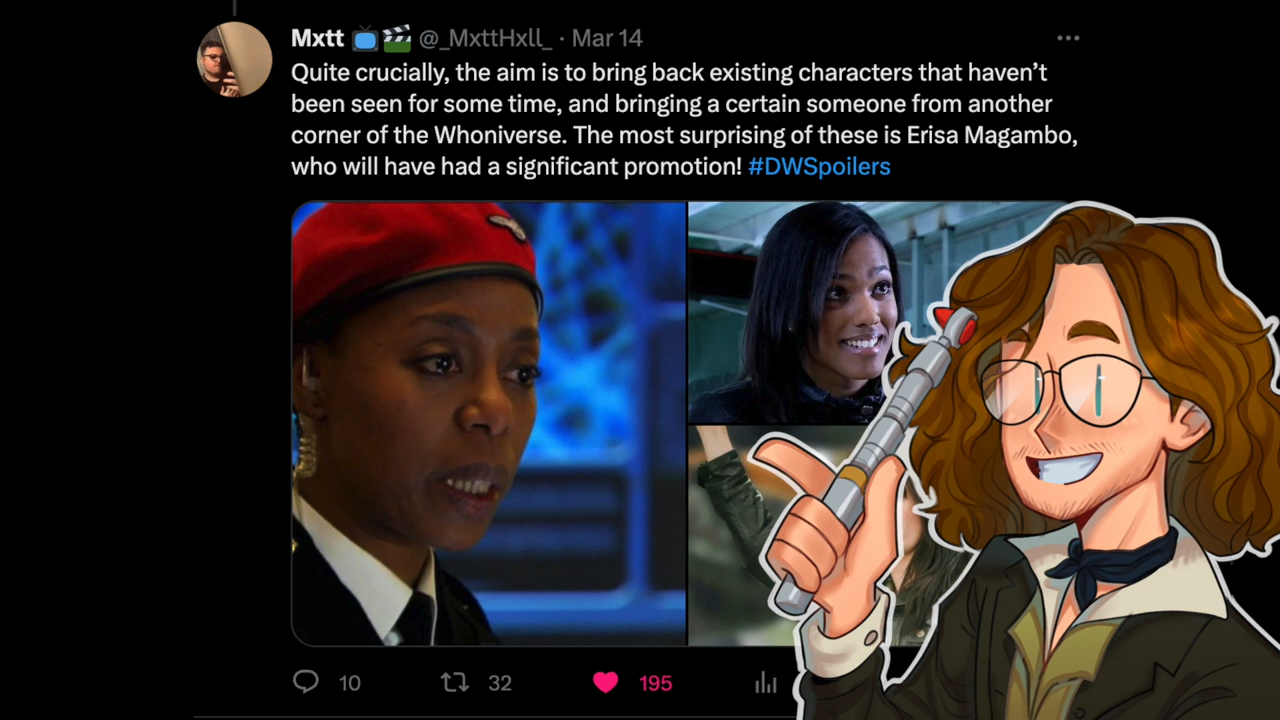 Mxtt 📺🎬 @_MxttHxll_ · Mar 14
Quite crucially, the aim is to bring back existing characters that haven’t
been seen for some time, and bringing a certain someone from another
corner of the Whoniverse. The most surprising of these is Erisa Magambo,
who will have had a significant promotion! #DWSpoilers
10 32 195